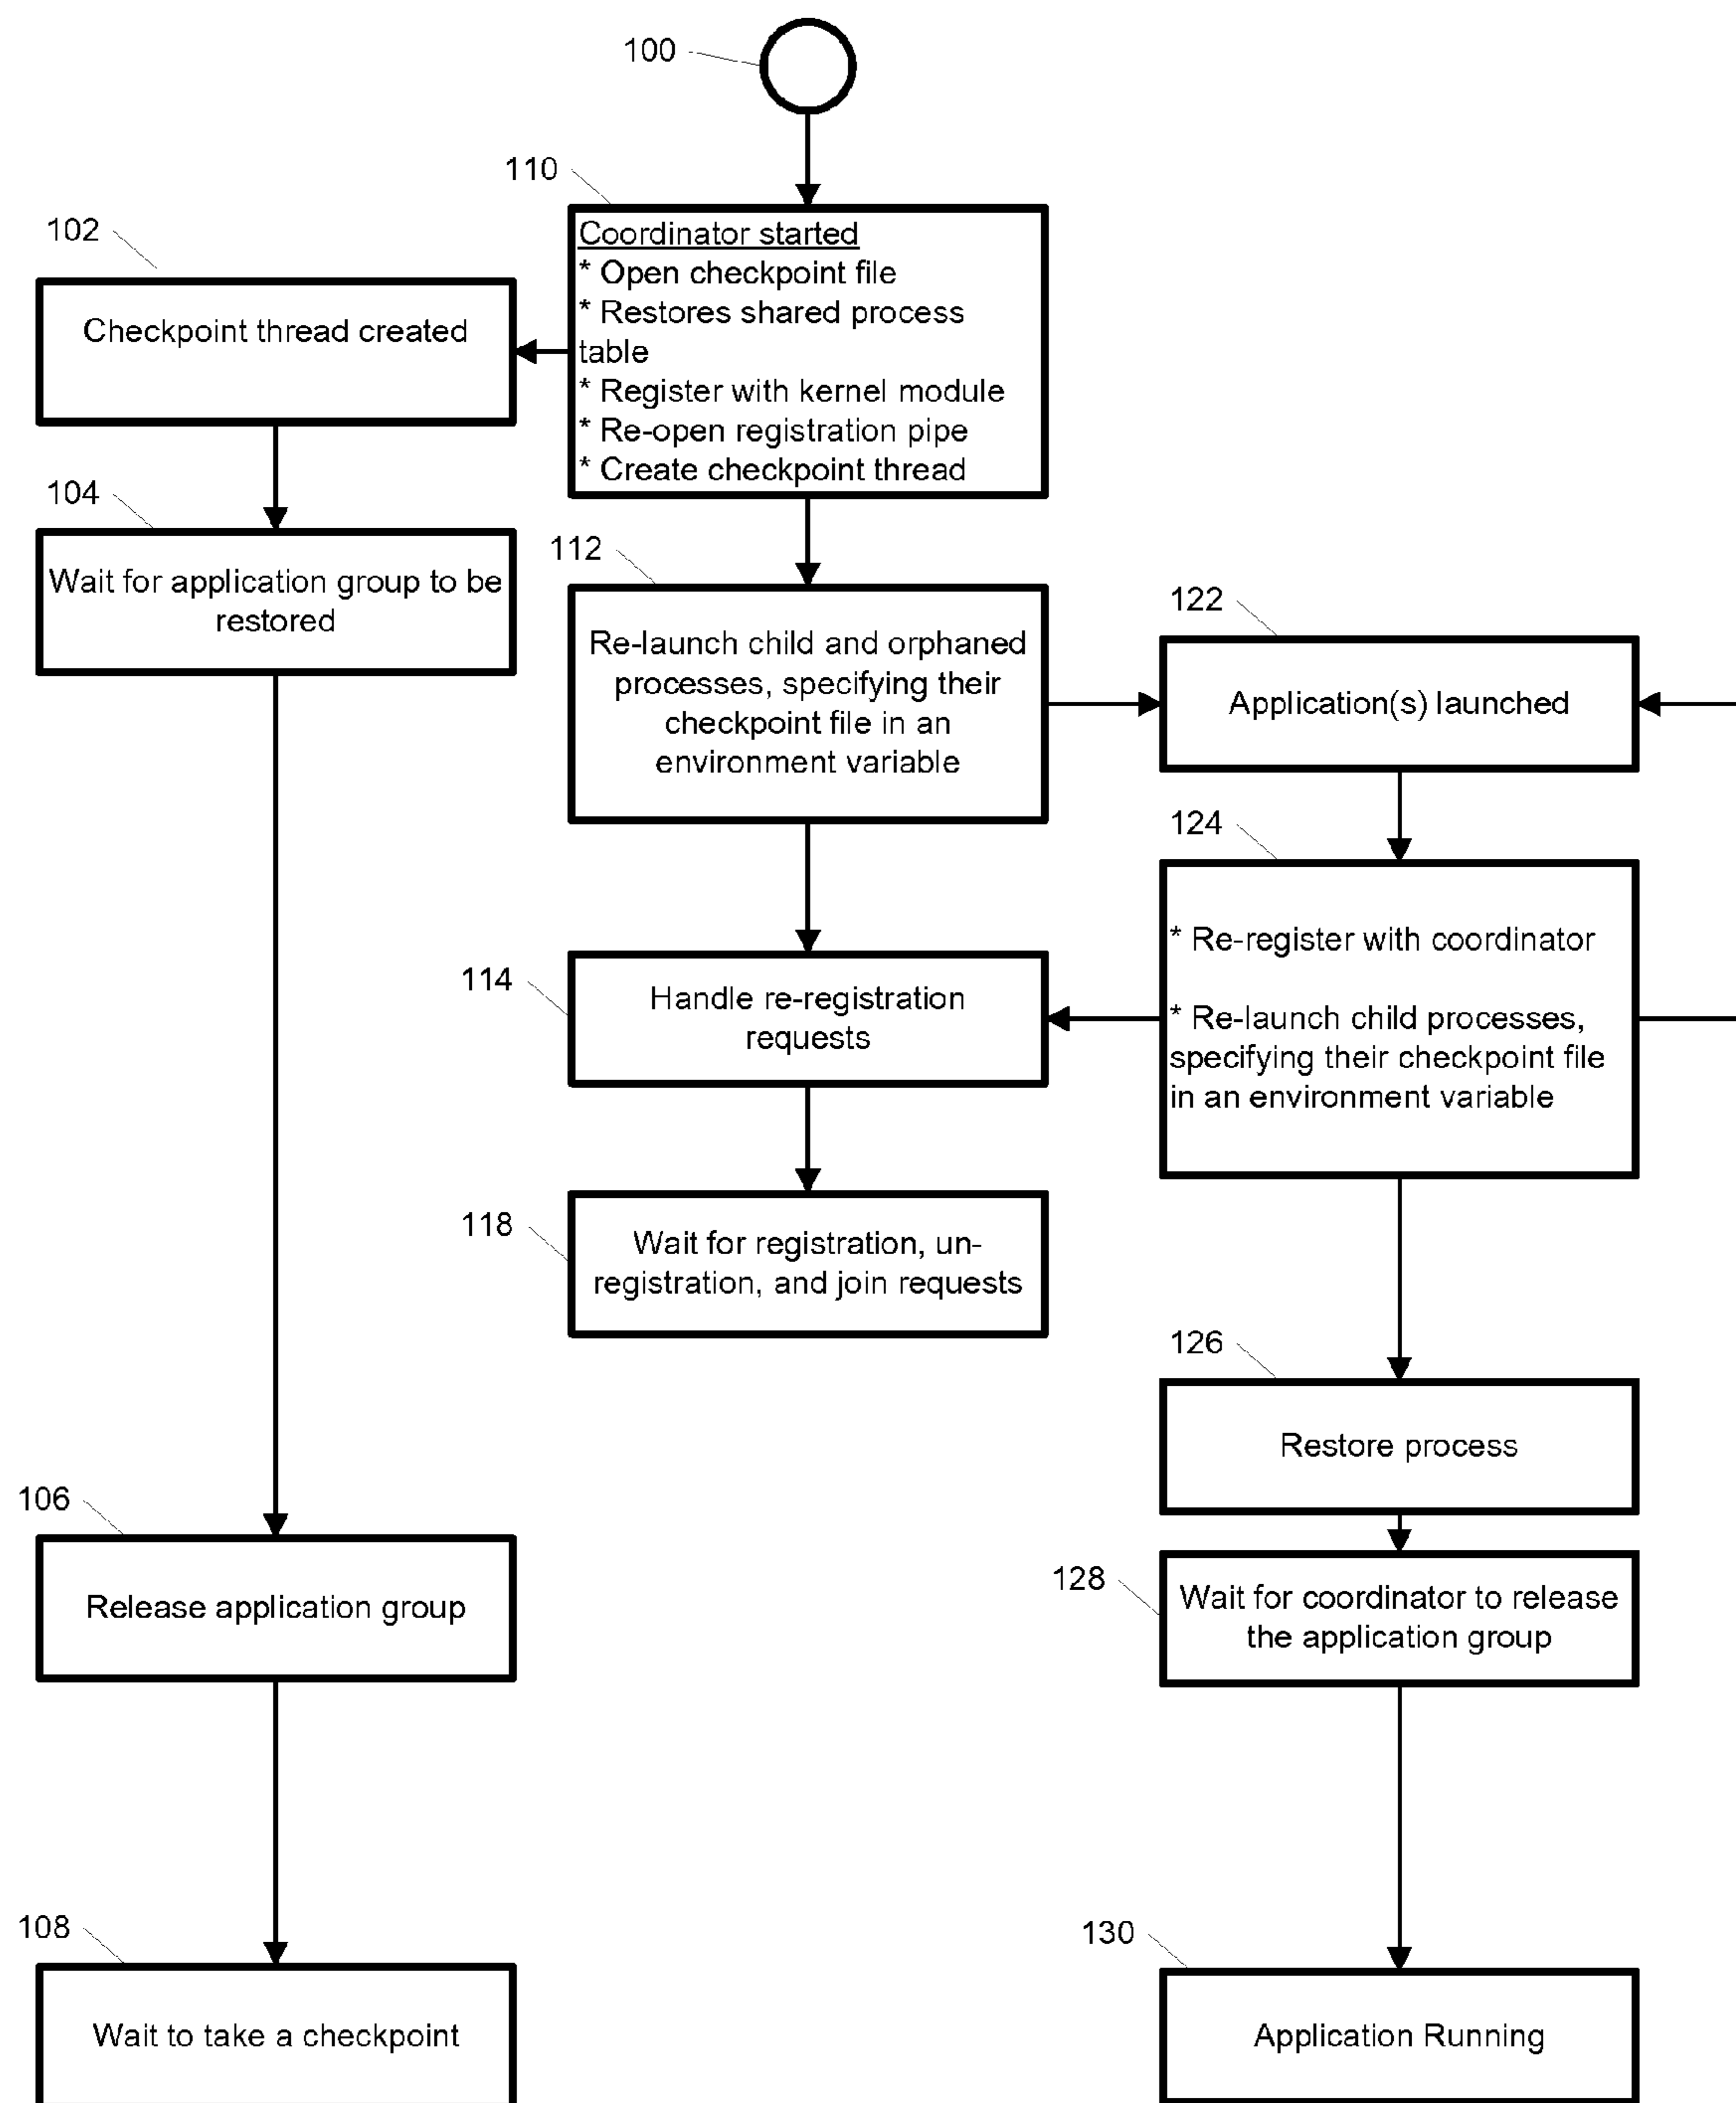 100
110
Coordinator started
* Open checkpoint file
* Restores shared process
table
* Register with kernel module
* Re-open registration pipe
* Create checkpoint thread
102
Checkpoint thread created
104
Wait for application group to be
restored
112
Re-launch child and orphaned
processes, specifying their
checkpoint file in an
environment variable
122
Application(s) launched
124
* Re-register with coordinator
* Re-launch child processes,
specifying their checkpoint file
in an environment variable
114
Handle re-registration
requests
118
Wait for registration, un-
registration, and join requests
126
Restore process
106
Release application group
128
Wait for coordinator to release
the application group
108
Wait to take a checkpoint
130
Application Running